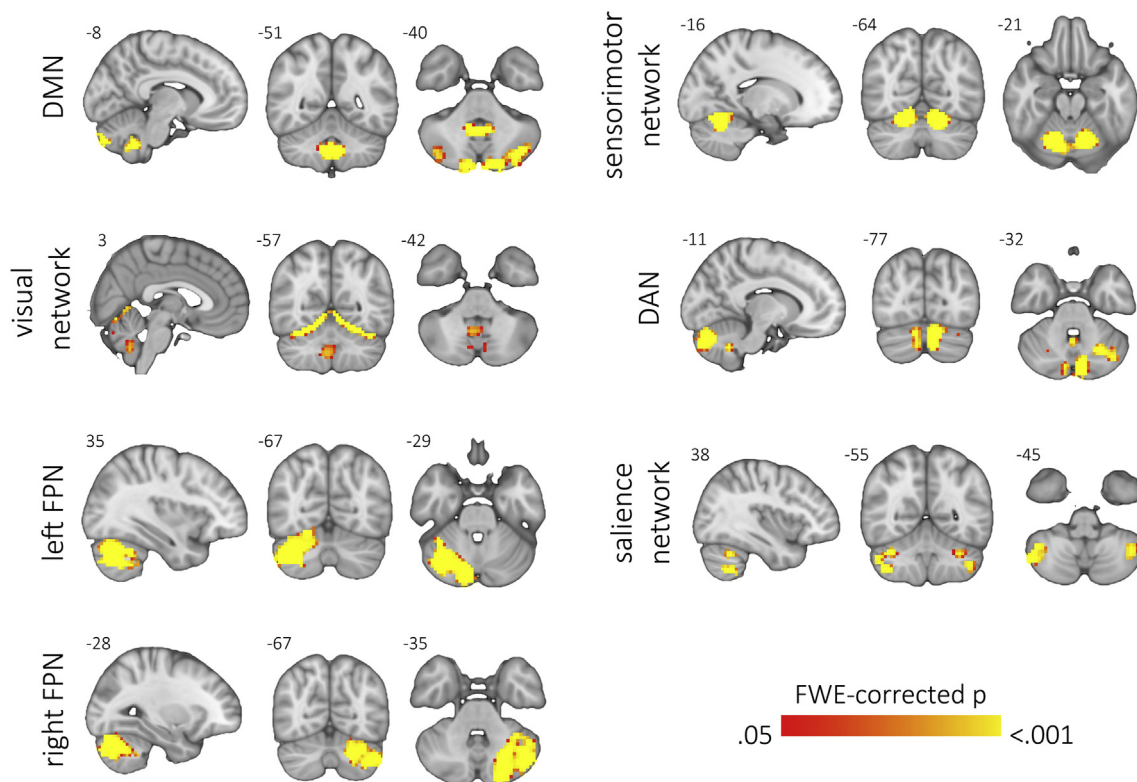 DMN
-8
-51
-40
visual
network
3
-57
-42
left FPN
35
-67
-29
right FPN
-28
-67
-35
sensorimotor
network
-16
-64
-21
DAN
-11
-77
-32
salience
network
38
-55
-45
FWE-corrected p
.05
<.001